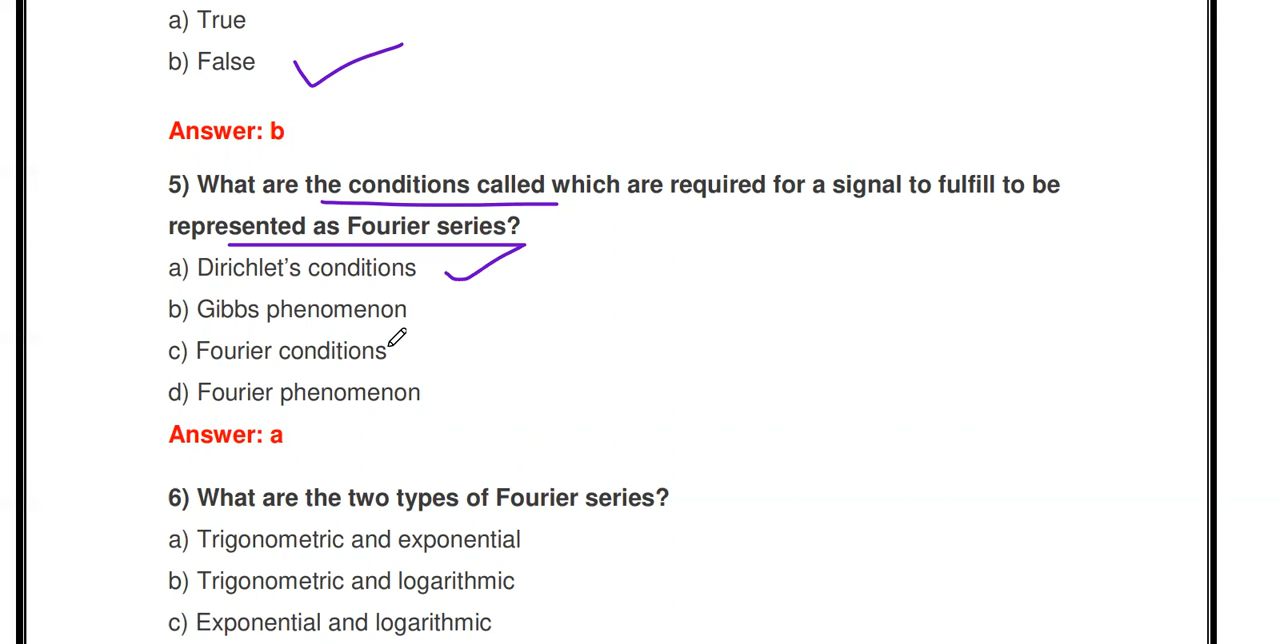 a) True
b) False
Answer: b
5) What are the conditions called which are required for a signal to fulfill to be
represented as Fourier series?
a) Dirichlet’s conditions
b) Gibbs phenomenon
c) Fourier conditions
d) Fourier phenomenon
Answer: a
6) What are the two types of Fourier series?
a) Trigonometric and exponential
b) Trigonometric and logarithmic
c) Exponential and logarithmic